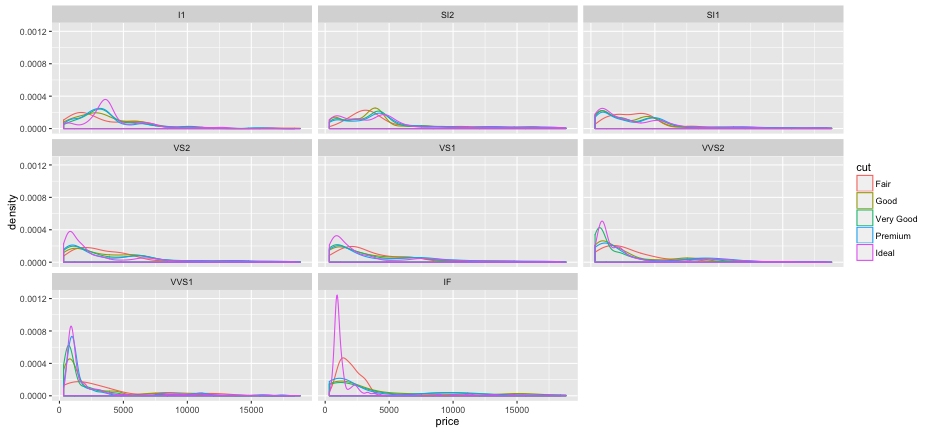 I1 SI2 SI1
0.0012
0.0008
0.0004
0.0000
VS2 VS1 VVS2
0.0012
0.0008
0.0004
0.0000
density
VVS1 IF
0.0012
0.0008
0.0004
0.0000
0 5000 10000 15000 0 5000 10000 15000
price
cut
Fair
Good
Very Good
Premium
Ideal